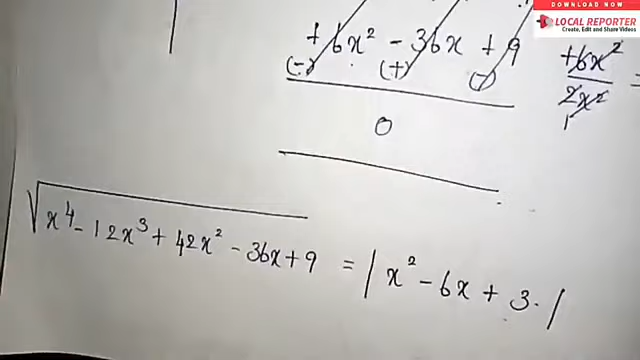 DOWNLOAD NOW
LOCAL REPORTER
Create, Edit and Share Videos
+6x² - 36x + 9
(-) (+) (-)
+6x²
2x²
1
=
0
√x⁴ - 12x³ + 42x² - 36x + 9 = |x² - 6x + 3.|